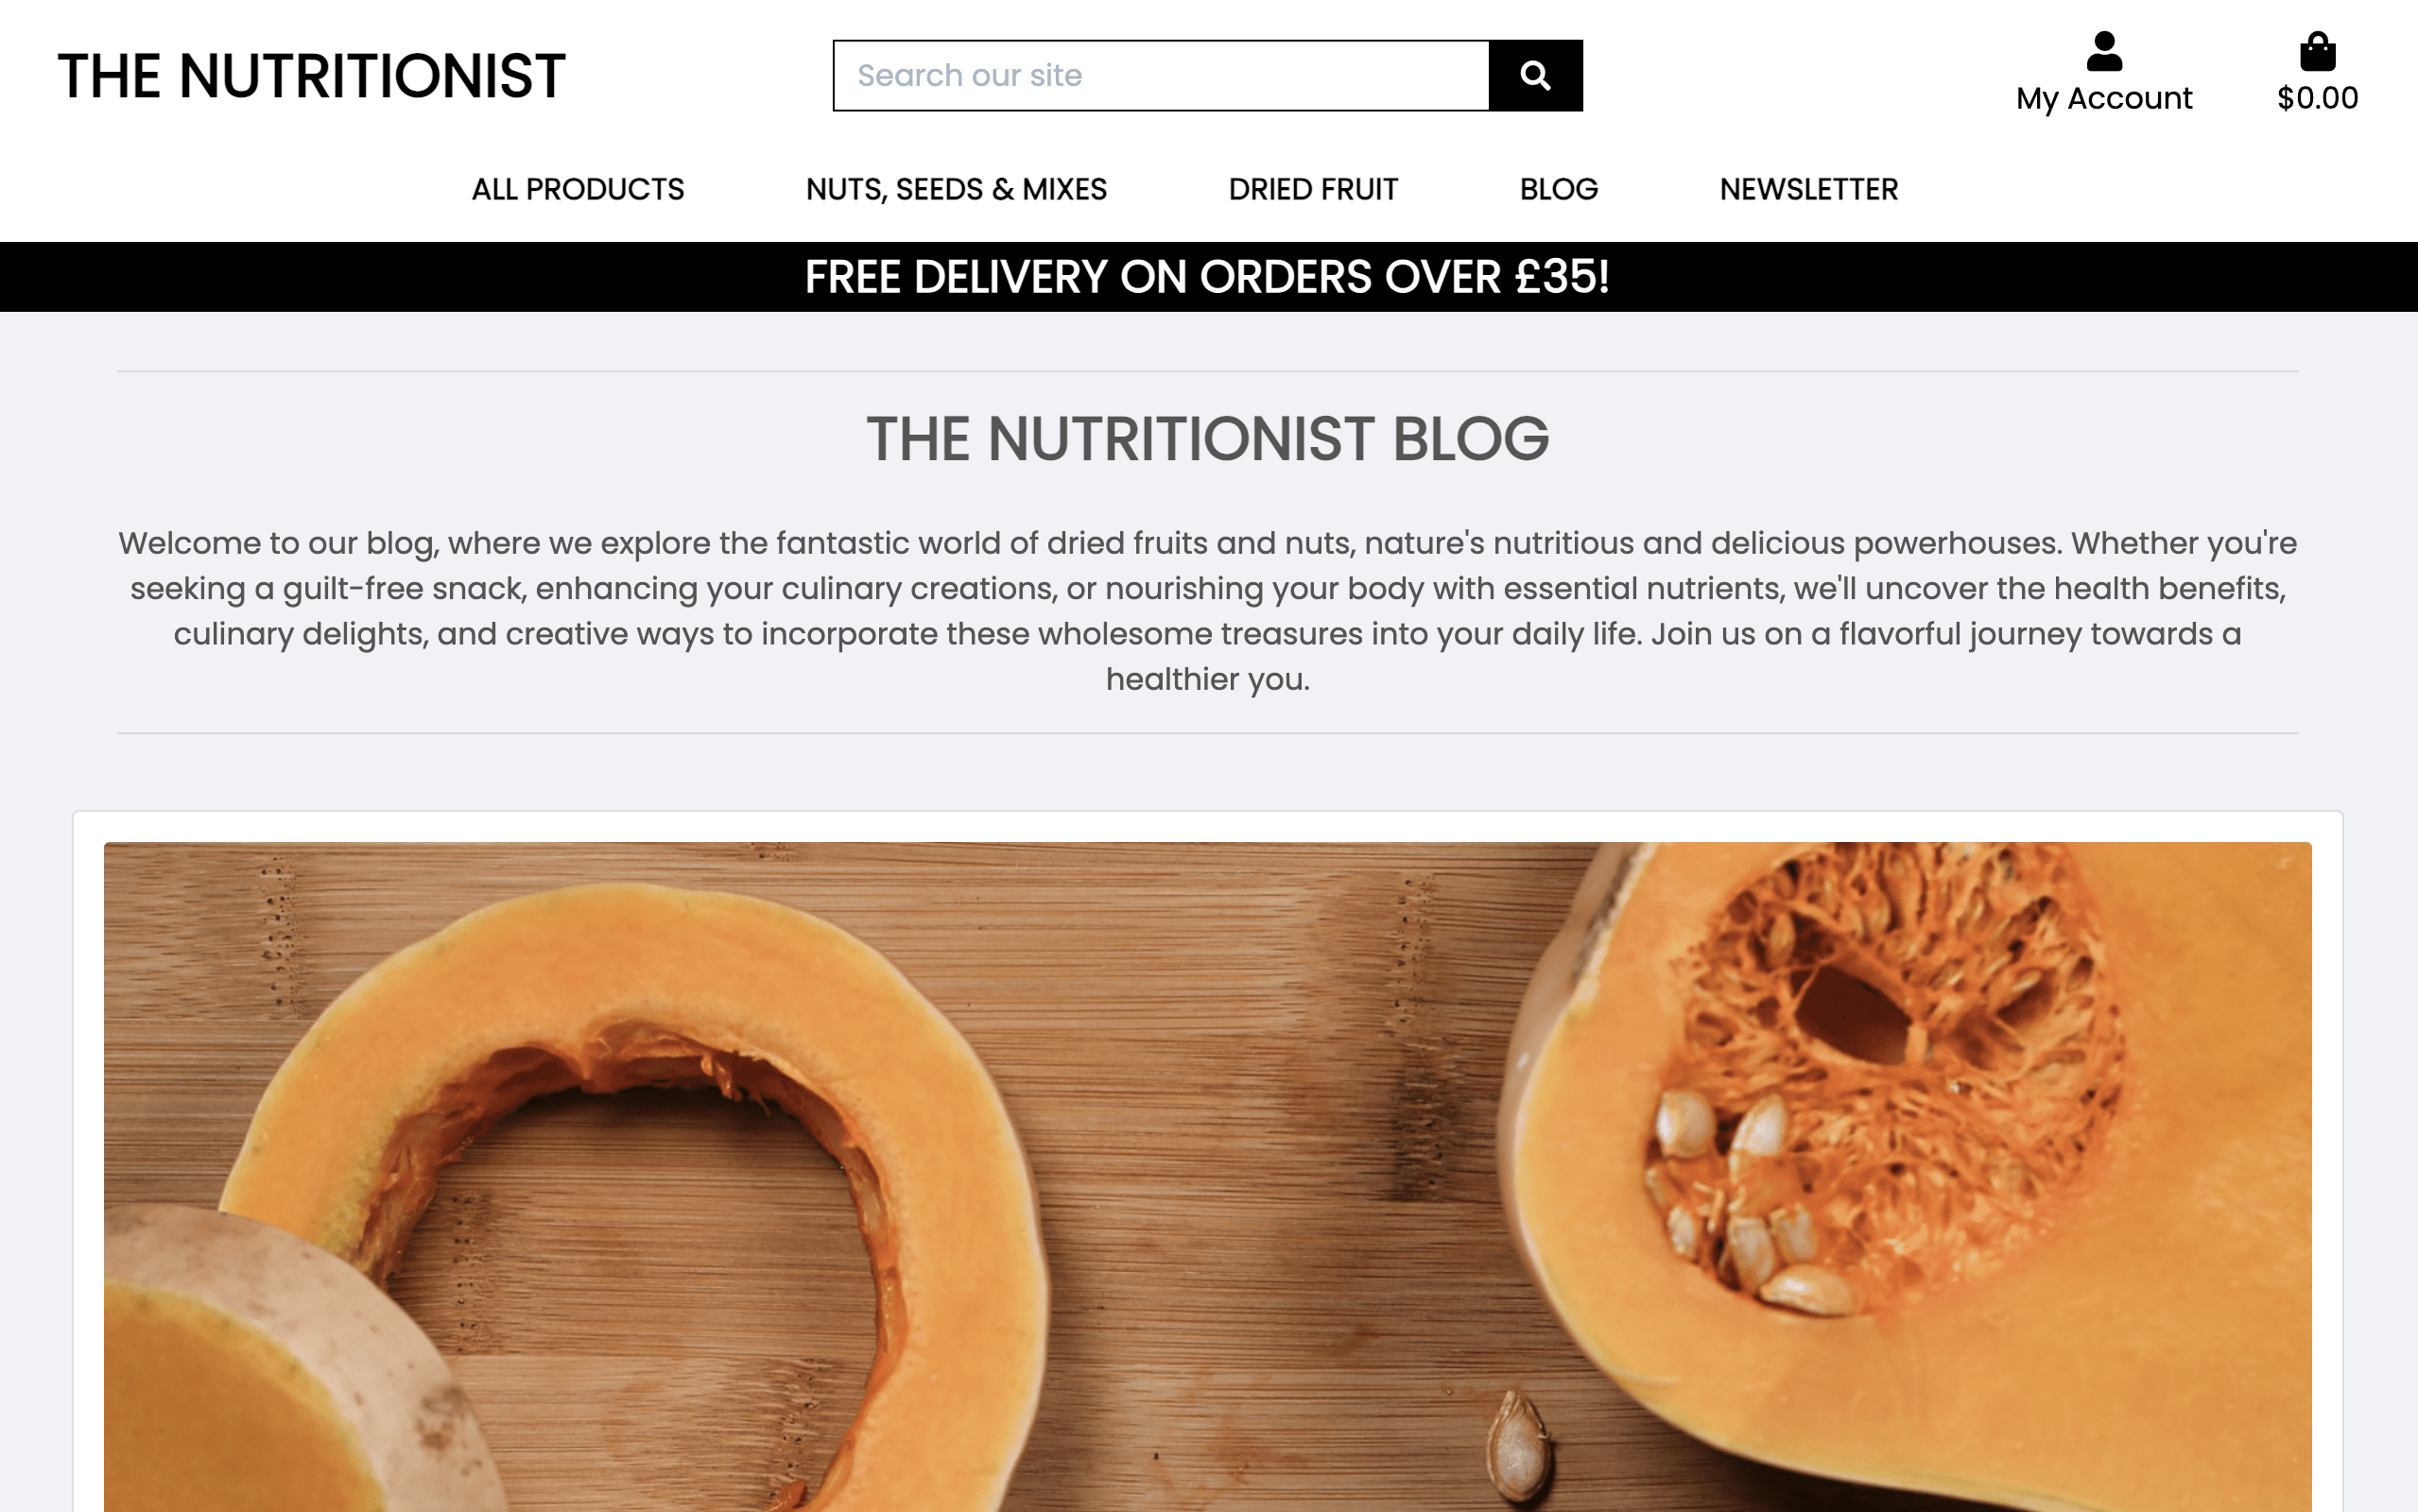 THE NUTRITIONIST
Search our site
My Account
$0.00
ALL PRODUCTS
NUTS, SEEDS & MIXES
DRIED FRUIT
BLOG
NEWSLETTER
FREE DELIVERY ON ORDERS OVER £35!
THE NUTRITIONIST BLOG
Welcome to our blog, where we explore the fantastic world of dried fruits and nuts, nature's nutritious and delicious powerhouses. Whether you're
seeking a guilt-free snack, enhancing your culinary creations, or nourishing your body with essential nutrients, we'll uncover the health benefits,
culinary delights, and creative ways to incorporate these wholesome treasures into your daily life. Join us on a flavorful journey towards a
healthier you.